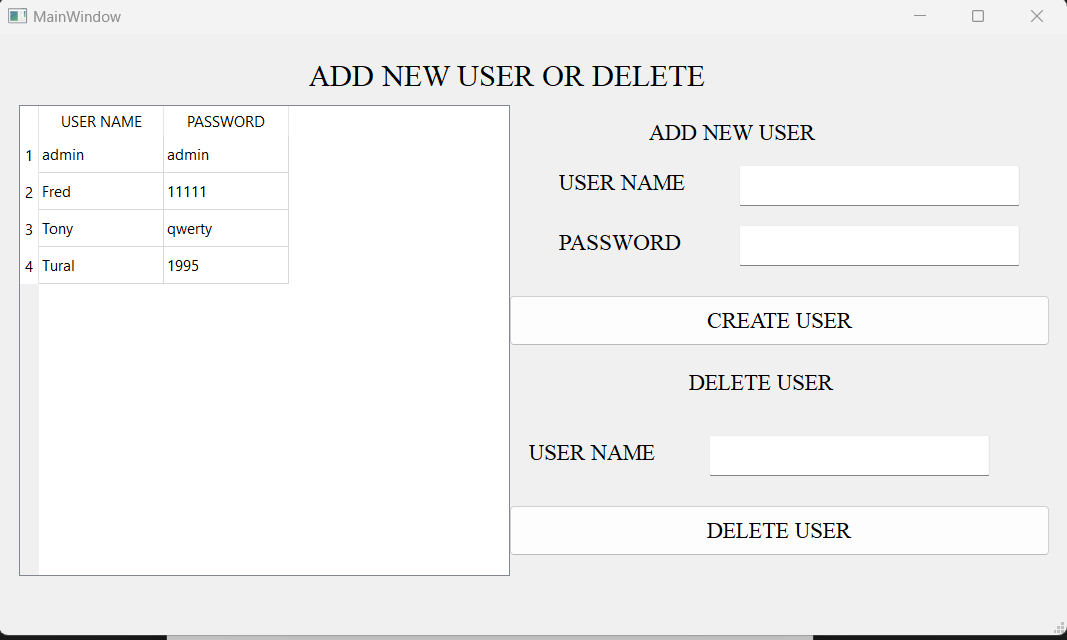 MainWindow
ADD NEW USER OR DELETE
USER NAME PASSWORD
1 admin admin
2 Fred 11111
3 Tony qwerty
4 Tural 1995
ADD NEW USER
USER NAME
PASSWORD
CREATE USER
DELETE USER
USER NAME
DELETE USER